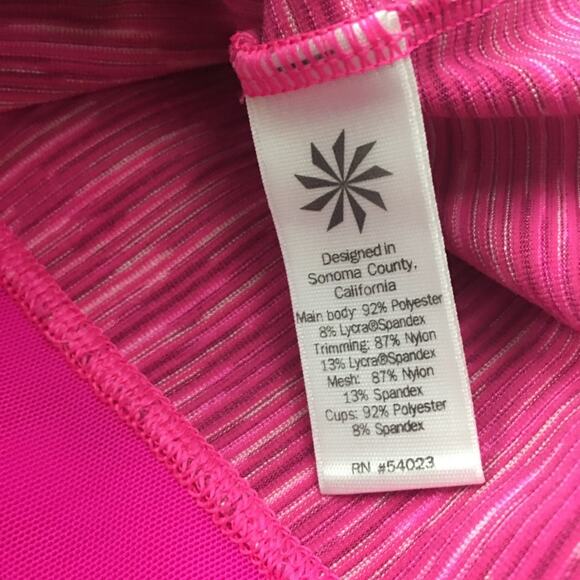 Designed in
Sonoma County,
California
Main body: 92% Polyester
8% Lycra®Spandex
Trimming: 87% Nylon
13% Lycra®Spandex
Mesh: 87% Nylon
13% Spandex
Cups: 92% Polyester
8% Spandex
RN #54023